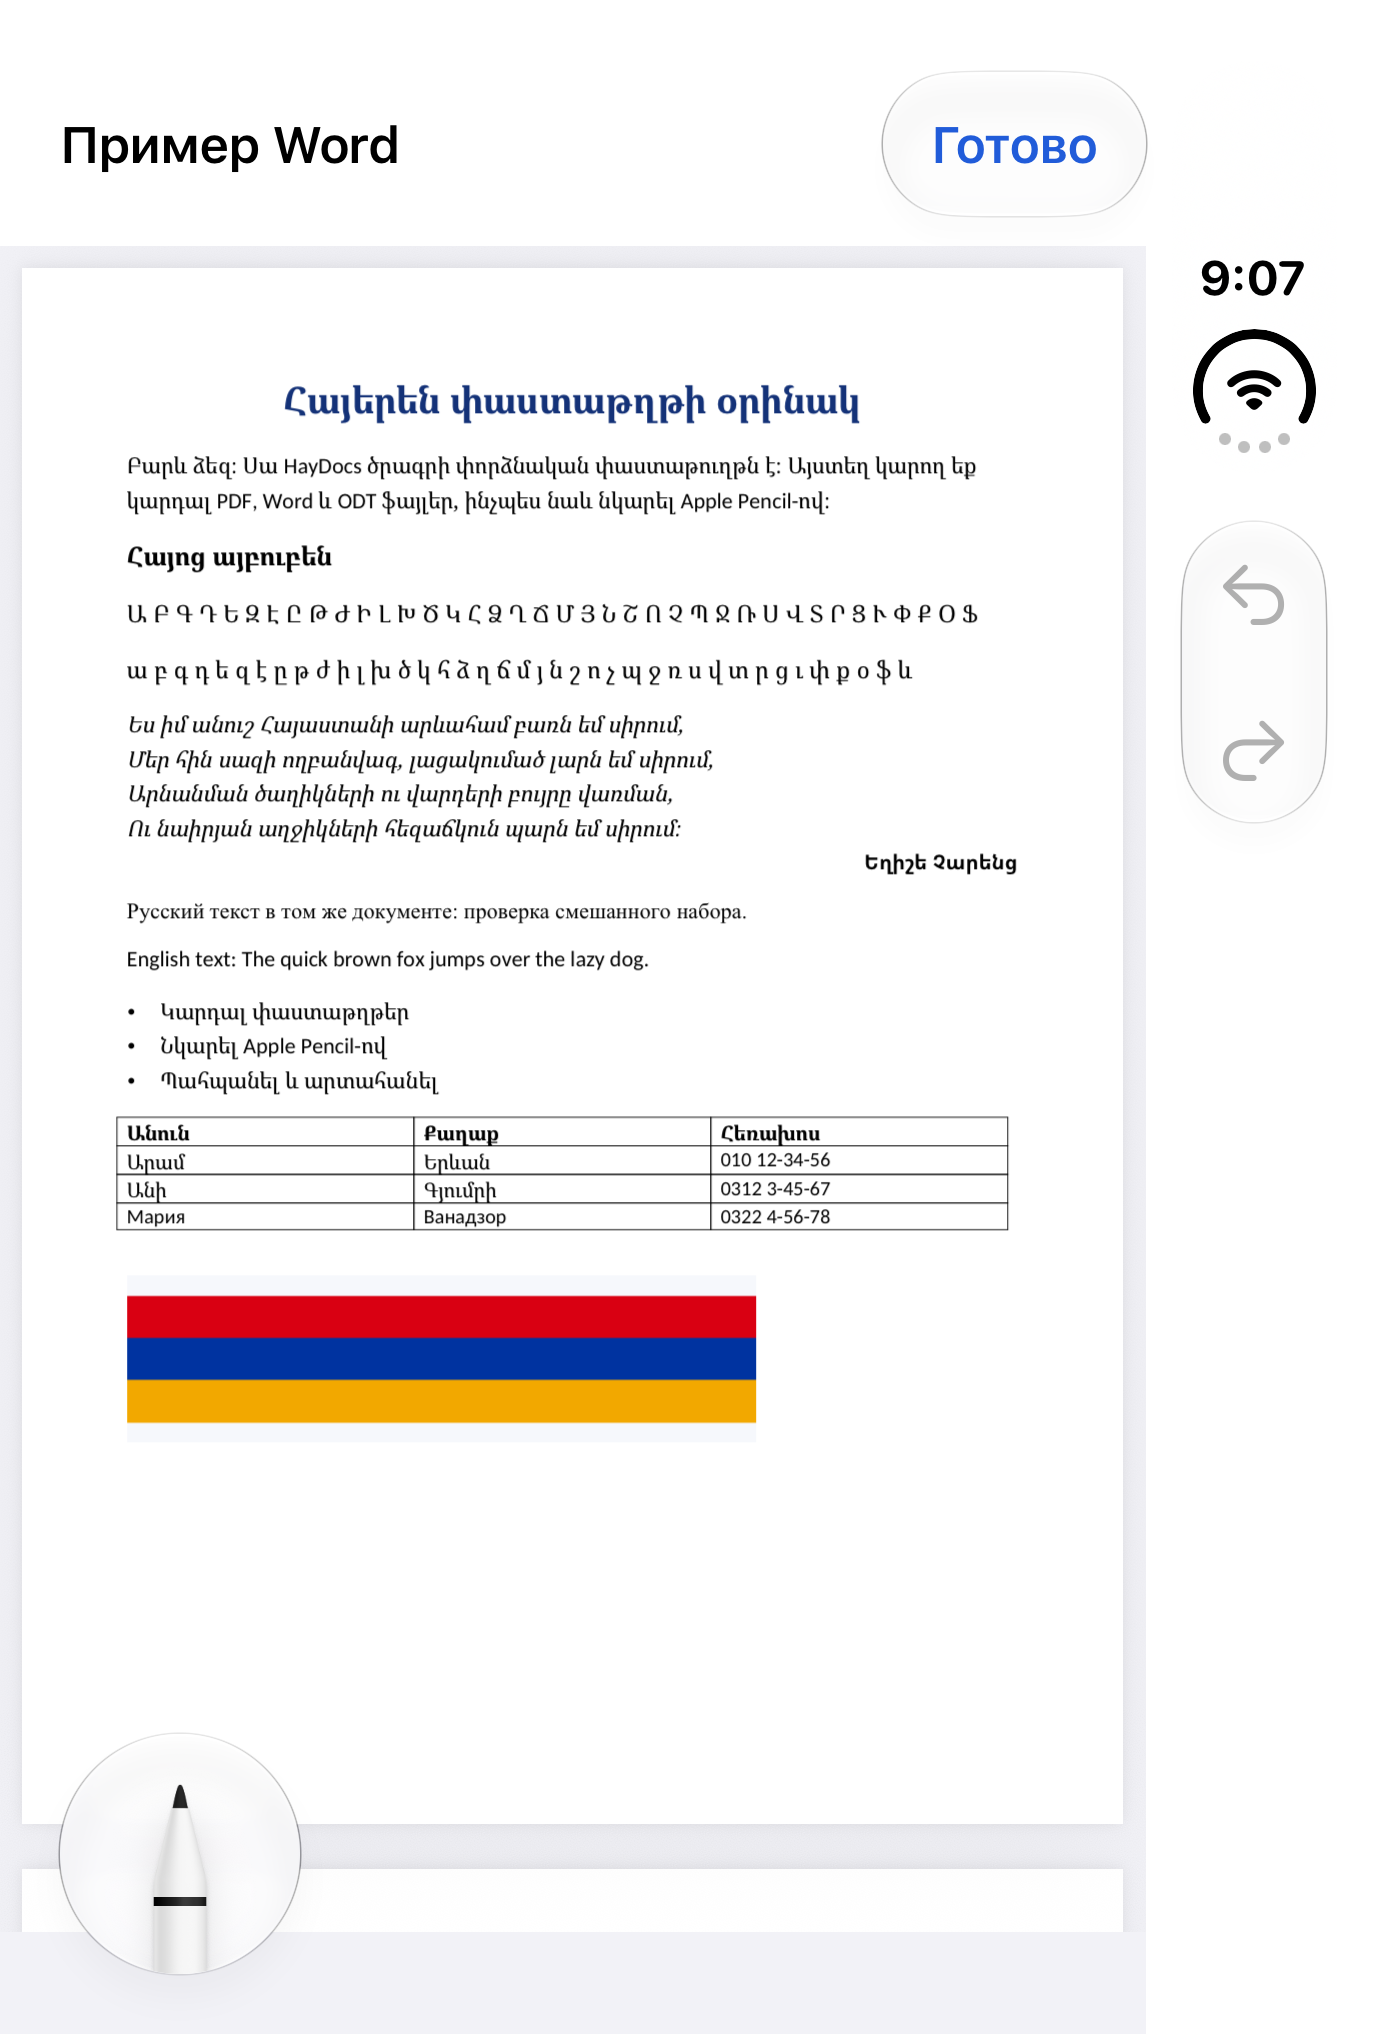 Пример Word
Готово
9:07
Հայերեն փաստաթղթի օրինակ
Բարև ձեզ: Սա HayDocs ծրագրի փորձնական փաստաթուղթն է: Այստեղ կարող եք
կարդալ PDF, Word և ODT ֆայլեր, ինչպես նաև նկարել Apple Pencil-ով:
Հայոց այբուբեն
Ա Բ Գ Դ Ե Զ Է Ը Թ Ժ Ի Լ Խ Ծ Կ Հ Ձ Ղ Ճ Մ Յ Ն Շ Ո Չ Պ Ջ Ռ Ս Վ Տ Ր Ց Ւ Փ Ք Օ Ֆ
ա բ գ դ ե զ է ը թ ժ ի լ խ ծ կ հ ձ ղ ճ մ յ ն շ ո չ պ ջ ռ ս վ տ ր ց ւ փ ք օ ֆ և
Ես իմ անուշ Հայաստանի արևահամ բառն եմ սիրում,
Մեր հին սազի ողբանվագ, լացակումած լարն եմ սիրում,
Արնանման ծաղիկների ու վարդերի բույրը վառման,
Ու նաիրյան աղջիկների հեզաճկուն պարն եմ սիրում:
Եղիշե Չարենց
Русский текст в том же документе: проверка смешанного набора.
English text: The quick brown fox jumps over the lazy dog.
• Կարդալ փաստաթղթեր
• Նկարել Apple Pencil-ով
• Պահպանել և արտահանել
Անուն Քաղաք Հեռախոս
Արամ Երևան 010 12-34-56
Անի Գյումրի 0312 3-45-67
Мария Ванадзор 0322 4-56-78